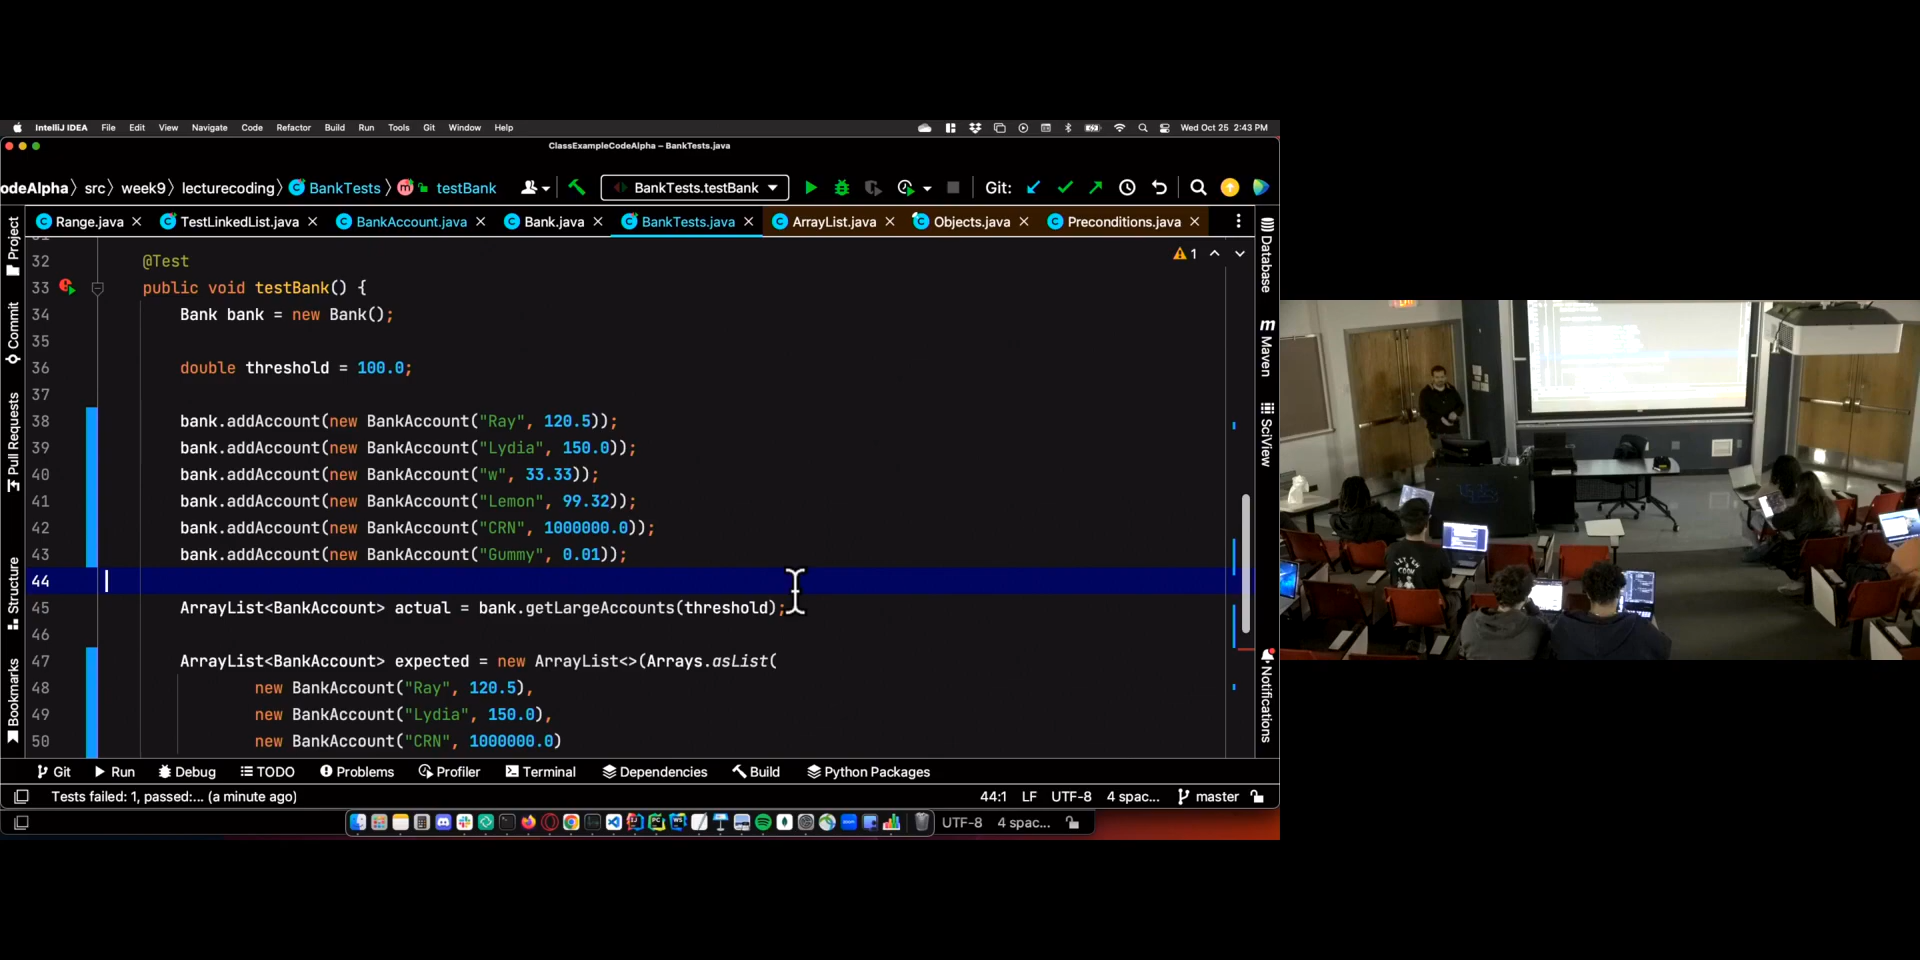 IntelliJ IDEA File Edit View Navigate Code Refactor Build Run Tools Git Window Help Wed Oct 25 2:43 PM
ClassExampleCodeAlpha – BankTests.java
odeAlpha 〉 src 〉 week9 〉 lecturecoding 〉 BankTests 〉 testBank BankTests.testBank Git:
Range.java TestLinkedList.java BankAccount.java Bank.java BankTests.java ArrayList.java Objects.java Preconditions.java
Project
Commit
Pull Requests
Structure
Bookmarks
1
32 @Test
33 public void testBank() {
34 Bank bank = new Bank();
35
36 double threshold = 100.0;
37
38 bank.addAccount(new BankAccount("Ray", 120.5));
39 bank.addAccount(new BankAccount("Lydia", 150.0));
40 bank.addAccount(new BankAccount("w", 33.33));
41 bank.addAccount(new BankAccount("Lemon", 99.32));
42 bank.addAccount(new BankAccount("CRN", 1000000.0));
43 bank.addAccount(new BankAccount("Gummy", 0.01));
44
45 ArrayList<BankAccount> actual = bank.getLargeAccounts(threshold);
46
47 ArrayList<BankAccount> expected = new ArrayList<>(Arrays.asList(
48 new BankAccount("Ray", 120.5),
49 new BankAccount("Lydia", 150.0),
50 new BankAccount("CRN", 1000000.0)
Database
Maven
SciView
Notifications
Git Run Debug TODO Problems Profiler Terminal Dependencies Build Python Packages
Tests failed: 1, passed:... (a minute ago) 44:1 LF UTF-8 4 spac... master
UTF-8 4 spac...